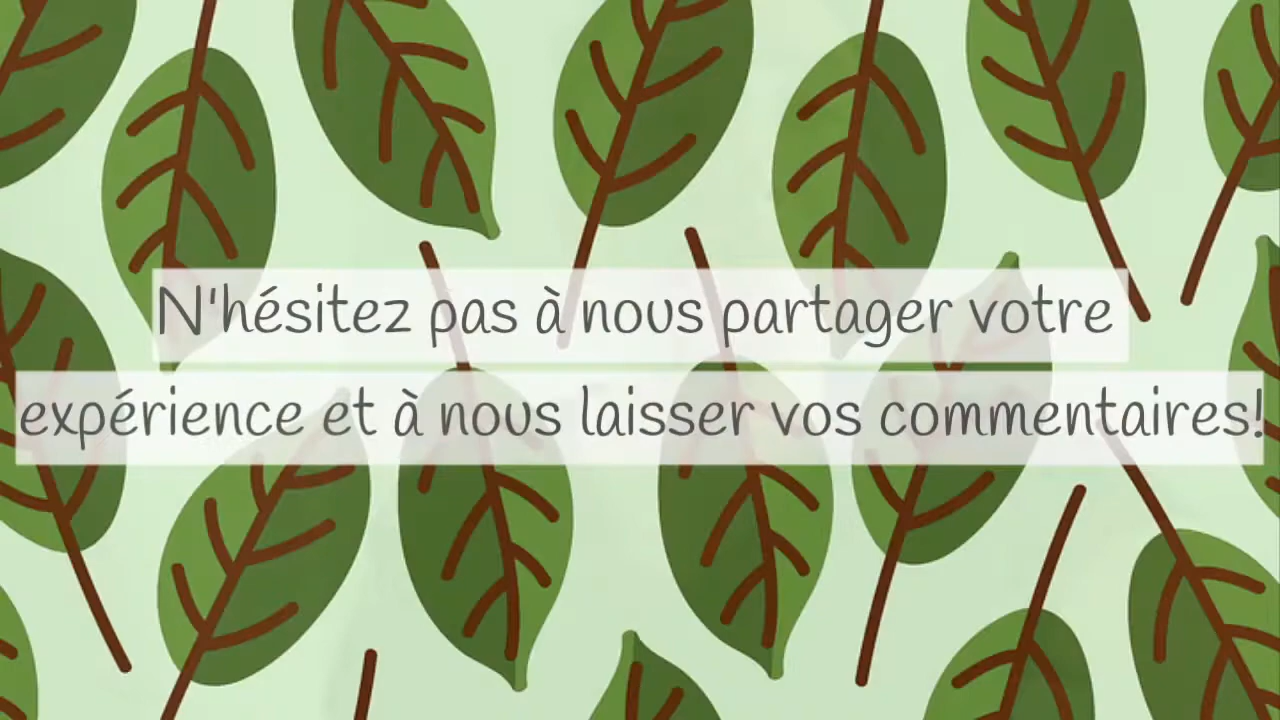 N'hésitez pas à nous partager votre
expérience et à nous laisser vos commentaires!